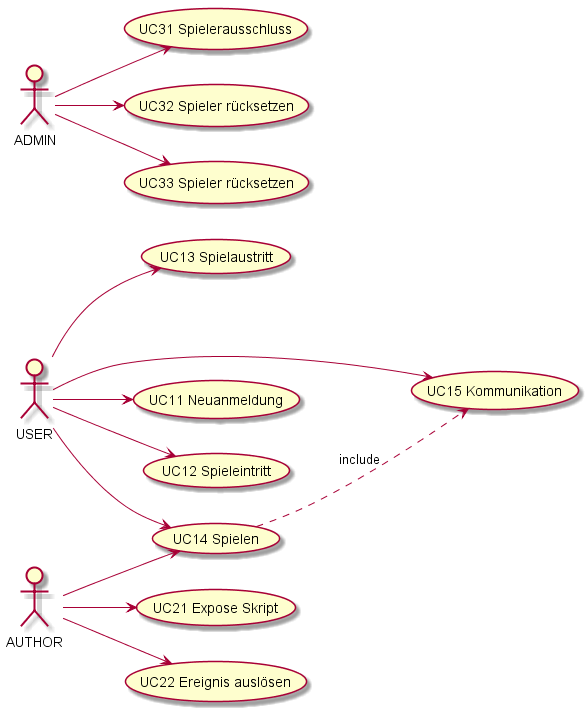 UC31 Spielerausschluss
UC32 Spieler rücksetzen
ADMIN
UC33 Spieler rücksetzen
UC13 Spielaustritt
UC15 Kommunikation
UC11 Neuanmeldung
USER
UC12 Spieleintritt
include
UC14 Spielen
UC21 Expose Skript
AUTHOR
UC22 Ereignis auslösen